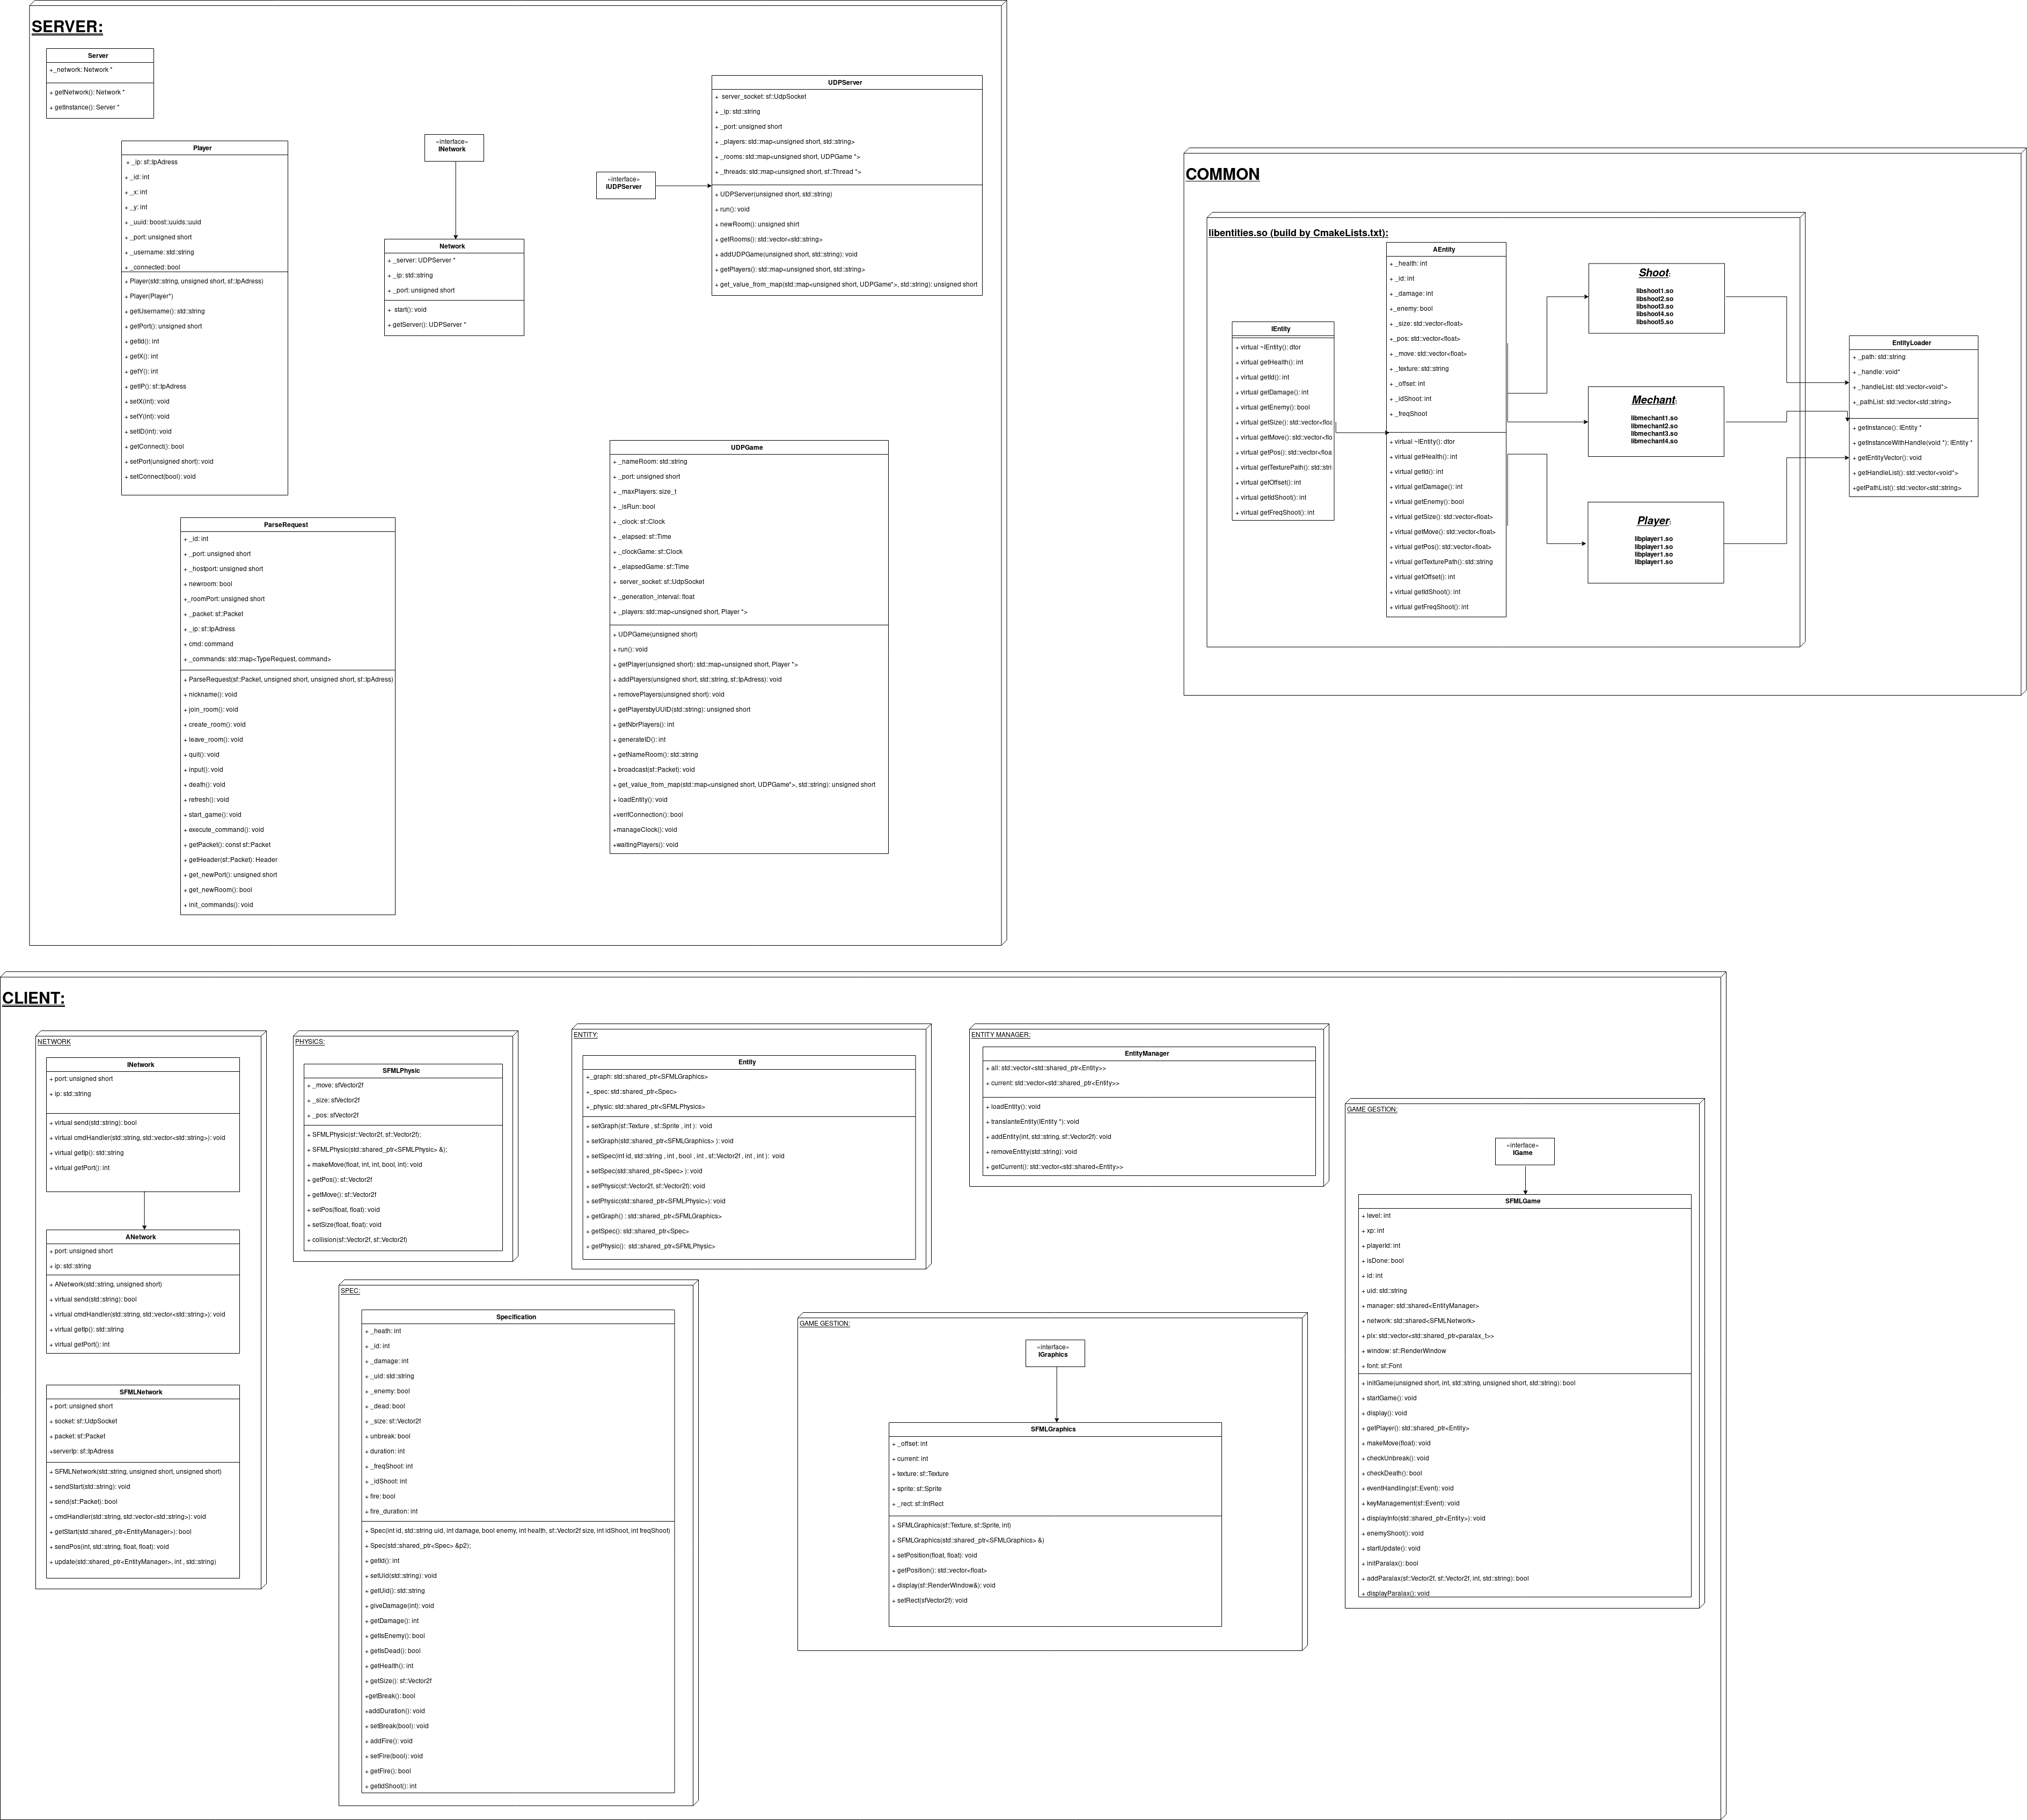 SERVER:
Server
+_network: Network *
+ getNetwork(): Network *
+ getInstance(): Server *
Player
+ _ip: sf::IpAdress
+ _id: int
+ _x: int
+ _y: int
+ _uuid: boost::uuids::uuid
+ _port: unsigned short
+ _username: std::string
+ _connected: bool
+ Player(std::string, unsigned short, sf::IpAdress)
+ Player(Player*)
+ getUsername(): std::string
+ getPort(): unsigned short
+ getId(): int
+ getX(): int
+ getY(): int
+ getIP(): sf::IpAdress
+ setX(int): void
+ setY(int): void
+ setID(int): void
+ getConnect(): bool
+ setPort(unsigned short): void
+ setConnect(bool): void
«interface»
INetwork
Network
+ _server: UDPServer *
+ _ip: std::string
+ _port: unsigned short
+  start(): void
+ getServer(): UDPServer *
«interface»
IUDPServer
UDPServer
+  server_socket: sf::UdpSocket
+ _ip: std::string
+ _port: unsigned short
+ _players: std::map<unsigned short, std::string>
+ _rooms: std::map<unsigned short, UDPGame *>
+ _threads: std::map<unsigned short, sf::Thread *>
+ UDPServer(unsigned short, std::string)
+ run(): void
+ newRoom(): unsigned shirt
+ getRooms(): std::vector<std::string>
+ addUDPGame(unsigned short, std::string): void
+ getPlayers(): std::map<unsigned short, std::string>
+ get_value_from_map(std::map<unsigned short, UDPGame*>, std::string): unsigned short
ParseRequest
+ _id: int
+ _port: unsigned short
+ _hostport: unsigned short
+ newroom: bool
+_roomPort: unsigned short
+ _packet: sf::Packet
+ _ip: sf::IpAdress
+ cmd: command
+ _commands: std::map<TypeRequest, command>
+ ParseRequest(sf::Packet, unsigned short, unsigned short, sf::IpAdress)
+ nickname(): void
+ join_room(): void
+ create_room(): void
+ leave_room(): void
+ quit(): void
+ input(): void
+ death(): void
+ refresh(): void
+ start_game(): void
+ execute_command(): void
+ getPacket(): const sf::Packet
+ getHeader(sf::Packet): Header
+ get_newPort(): unsigned short
+ get_newRoom(): bool
+ init_commands(): void
UDPGame
+ _nameRoom: std::string
+ _port: unsigned short
+ _maxPlayers: size_t
+ _isRun: bool
+ _clock: sf::Clock
+ _elapsed: sf::Time
+ _clockGame: sf::Clock
+ _elapsedGame: sf::Time
+  server_socket: sf::UdpSocket
+ _generation_interval: float
+ _players: std::map<unsigned short, Player *>
+ UDPGame(unsigned short)
+ run(): void
+ getPlayer(unsigned short): std::map<unsigned short, Player *>
+ addPlayers(unsigned short, std::string, sf::IpAdress): void
+ removePlayers(unsigned short): void
+ getPlayersbyUUID(std::string): unsigned short
+ getNbrPlayers(): int
+ generateID(): int
+ getNameRoom(): std::string
+ broadcast(sf::Packet): void
+ get_value_from_map(std::map<unsigned short, UDPGame*>, std::string): unsigned short
+ loadEntity(): void
+verifConnection(): bool
+manageClock(): void
+waitingPlayers(): void
COMMON
libentities.so (build by CmakeLists.txt):
IEntity
+ virtual ~IEntity(): dtor
+ virtual getHealth(): int
+ virtual getId(): int
+ virtual getDamage(): int
+ virtual getEnemy(): bool
+ virtual getSize(): std::vector<floa
+ virtual getMove(): std::vector<flo
+ virtual getPos(): std::vector<floa
+ virtual getTexturePath(): std::stri
+ virtual getOffset(): int
+ virtual getIdShoot(): int
+ virtual getFreqShoot(): int
AEntity
+ _health: int
+ _id: int
+ _damage: int
+_enemy: bool
+ _size: std::vector<float>
+_pos: std::vector<float>
+ _move: std::vector<float>
+ _texture: std::string
+ _offset: int
+ _idShoot: int
+ _freqShoot
+ virtual ~IEntity(): dtor
+ virtual getHealth(): int
+ virtual getId(): int
+ virtual getDamage(): int
+ virtual getEnemy(): bool
+ virtual getSize(): std::vector<float>
+ virtual getMove(): std::vector<float>
+ virtual getPos(): std::vector<float>
+ virtual getTexturePath(): std::string
+ virtual getOffset(): int
+ virtual getIdShoot(): int
+ virtual getFreqShoot(): int
Shoot:
libshoot1.so
libshoot2.so
libshoot3.so
libshoot4.so
libshoot5.so
Mechant:
libmechant1.so
libmechant2.so
libmechant3.so
libmechant4.so
Player:
libplayer1.so
libplayer1.so
libplayer1.so
libplayer1.so
EntityLoader
+ _path: std::string
+ _handle: void*
+ _handleList: std::vector<void*>
+_pathList: std::vector<std::string>
+ getInstance(): IEntity *
+ getInstanceWithHandle(void *): IEntity *
+ getEntityVector(): void
+ getHandleList(): std::vector<void*>
+getPathList(): std::vector<std::string>
CLIENT:
NETWORK
INetwork
+ port: unsigned short
+ ip: std::string
+ virtual send(std::string): bool
+ virtual cmdHandler(std::string, std::vector<std::string>): void
+ virtual getIp(): std::string
+ virtual getPort(): int
ANetwork
+ port: unsigned short
+ ip: std::string
+ ANetwork(std::string, unsigned short)
+ virtual send(std::string): bool
+ virtual cmdHandler(std::string, std::vector<std::string>): void
+ virtual getIp(): std::string
+ virtual getPort(): int
SFMLNetwork
+ port: unsigned short
+ socket: sf::UdpSocket
+ packet: sf::Packet
+serverIp: sf::IpAdress
+ SFMLNetwork(std::string, unsigned short, unsigned short)
+ sendStart(std::string): void
+ send(sf::Packet): bool
+ cmdHandler(std::string, std::vector<std::string>): void
+ getStart(std::shared_ptr<EntityManager>): bool
+ sendPos(int, std::string, float, float): void
+ update(std::shared_ptr<EntityManager>, int , std::string)
PHYSICS:
SFMLPhysic
+ _move: sfVector2f
+ _size: sfVector2f
+ _pos: sfVector2f
+ SFMLPhysic(sf::Vector2f, sf::Vector2f);
+ SFMLPhysic(std::shared_ptr<SFMLPhysic> &);
+ makeMove(float, int, int, bool, int): void
+ getPos(): sf::Vector2f
+ getMove(): sf::Vector2f
+ setPos(float, float): void
+ setSize(float, float): void
+ collision(sf::Vector2f, sf::Vector2f)
ENTITY:
Entity
+_graph: std::shared_ptr<SFMLGraphics>
+ _spec: std::shared_ptr<Spec>
+ _physic: std::shared_ptr<SFMLPhysics>
+ setGraph(sf::Texture , sf::Sprite , int ):  void
+ setGraph(std::shared_ptr<SFMLGraphics> ): void
+ setSpec(int id, std::string , int , bool , int , sf::Vector2f , int , int ):  void
+ setSpec(std::shared_ptr<Spec> ): void
+ setPhysic(sf::Vector2f, sf::Vector2f): void
+ setPhysic(std::shared_ptr<SFMLPhysic>): void
+ getGraph() : std::shared_ptr<SFMLGraphics>
+ getSpec(): std::shared_ptr<Spec>
+ getPhysic():  std::shared_ptr<SFMLPhysic>
ENTITY MANAGER:
EntityManager
+ all: std::vector<std::shared_ptr<Entity>>
+ current: std::vector<std::shared_ptr<Entity>>
+ loadEntity(): void
+ translanteEntity(IEntity *): void
+ addEntity(int, std::string, sf::Vector2f): void
+ removeEntity(std::string): void
+ getCurrent(): std::vector<std::shared<Entity>>
GAME GESTION:
«interface»
IGame
SFMLGame
+ level: int
+ xp: int
+ playerId: int
+ isDone: bool
+ id: int
+ uid: std::string
+ manager: std::shared<EntityManager>
+ network: std::shared<SFMLNetwork>
+ plx: std::vector<std::shared_ptr<paralax_t>>
+ window: sf::RenderWindow
+ font: sf::Font
+ initGame(unsigned short, int, std::string, unsigned short, std::string): bool
+ startGame(): void
+ display(): void
+ getPlayer(): std::shared_ptr<Entity>
+ makeMove(float): void
+ checkUnbreak(): void
+ checkDeath(): bool
+ eventHandling(sf::Event): void
+ keyManagement(sf::Event): void
+ displayInfo(std::shared_ptr<Entity>): void
+ enemyShoot(): void
+ startUpdate(): void
+ initParalax(): bool
+ addParalax(sf::Vector2f, sf::Vector2f, int, std::string): bool
+ displayParalax(): void
SPEC:
Specification
+ _heath: int
+ _id: int
+ _damage: int
+ _uid: std::string
+ _enemy: bool
+ _dead: bool
+ _size: sf::Vector2f
+ unbreak: bool
+ duration: int
+ _freqShoot: int
+ _idShoot: int
+ fire: bool
+ fire_duration: int
+ Spec(int id, std::string uid, int damage, bool enemy, int health, sf::Vector2f size, int idShoot, int freqShoot)
+ Spec(std::shared_ptr<Spec> &p2);
+ getId(): int
+ setUid(std::string): void
+ getUid(): std::string
+ giveDamage(int): void
+ getDamage(): int
+ getIsEnemy(): bool
+ getIsDead(): bool
+ getHealth(): int
+ getSize(): sf::Vector2f
+getBreak(): bool
+addDuration(): void
+ setBreak(bool): void
+ addFire(): void
+ setFire(bool): void
+ getFire(): bool
+ getIdShoot(): int
GAME GESTION:
«interface»
IGraphics
SFMLGraphics
+ _offset: int
+ current: int
+ texture: sf::Texture
+ sprite: sf::Sprite
+ _rect: sf::IntRect
+ SFMLGraphics(sf::Texture, sf::Sprite, int)
+ SFMLGraphics(std::shared_ptr<SFMLGraphics> &)
+ setPosition(float, float): void
+ getPosition(): std::vector<float>
+ display(sf::RenderWindow&): void
+ setRect(sfVector2f): void